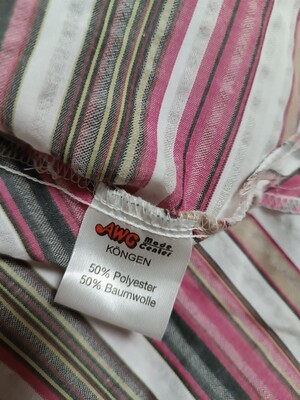 AWG Mode
Center
KÖNGEN
50% Polyester
50% Baumwolle